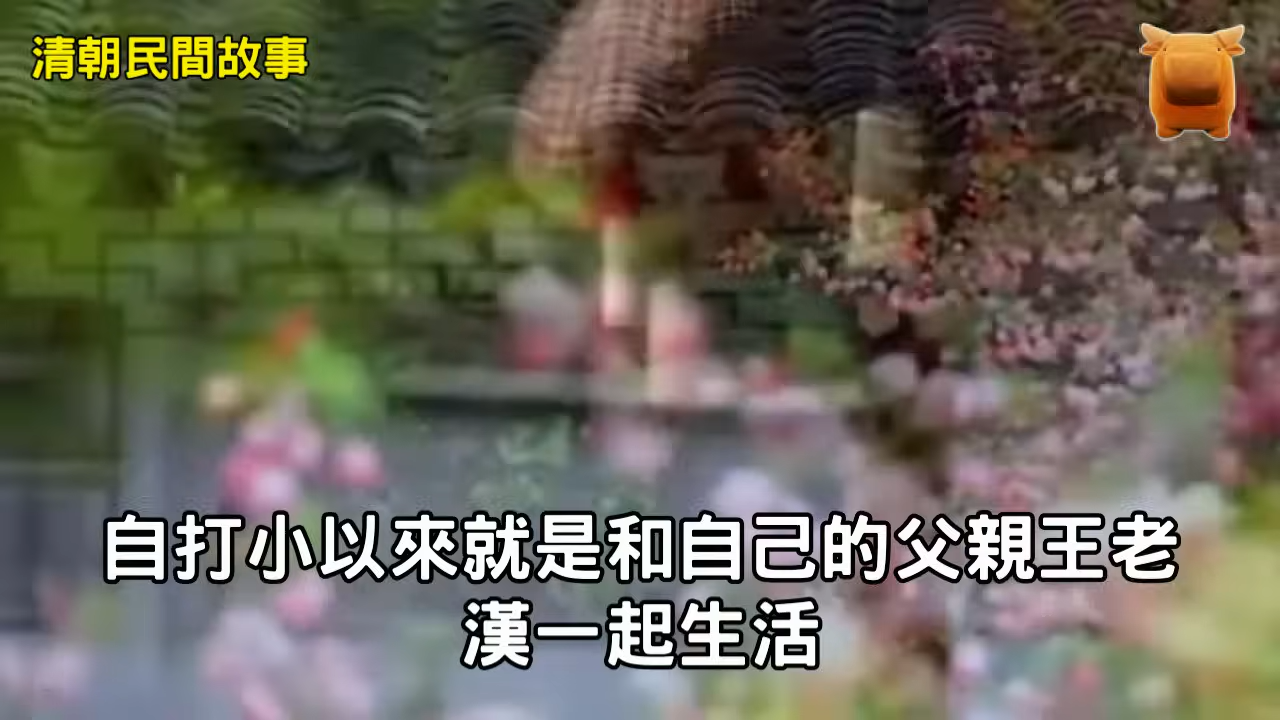 清朝民間故事
自打小以來就是和自己的父親王老
漢一起生活